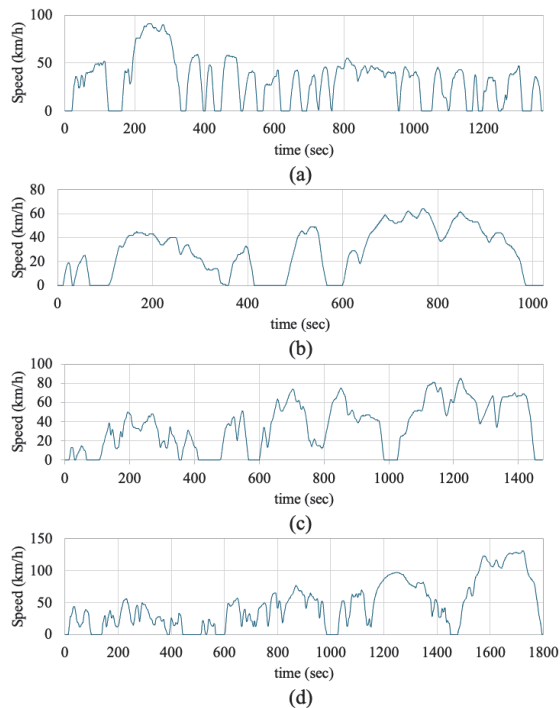 100
50
0
Speed (km/h)
0 200 400 600 800 1000 1200
time (sec)
(a)
80
60
40
20
0
Speed (km/h)
0 200 400 600 800 1000
time (sec)
(b)
100
80
60
40
20
0
Speed (km/h)
0 200 400 600 800 1000 1200 1400
time (sec)
(c)
150
100
50
0
Speed (km/h)
0 200 400 600 800 1000 1200 1400 1600 1800
time (sec)
(d)